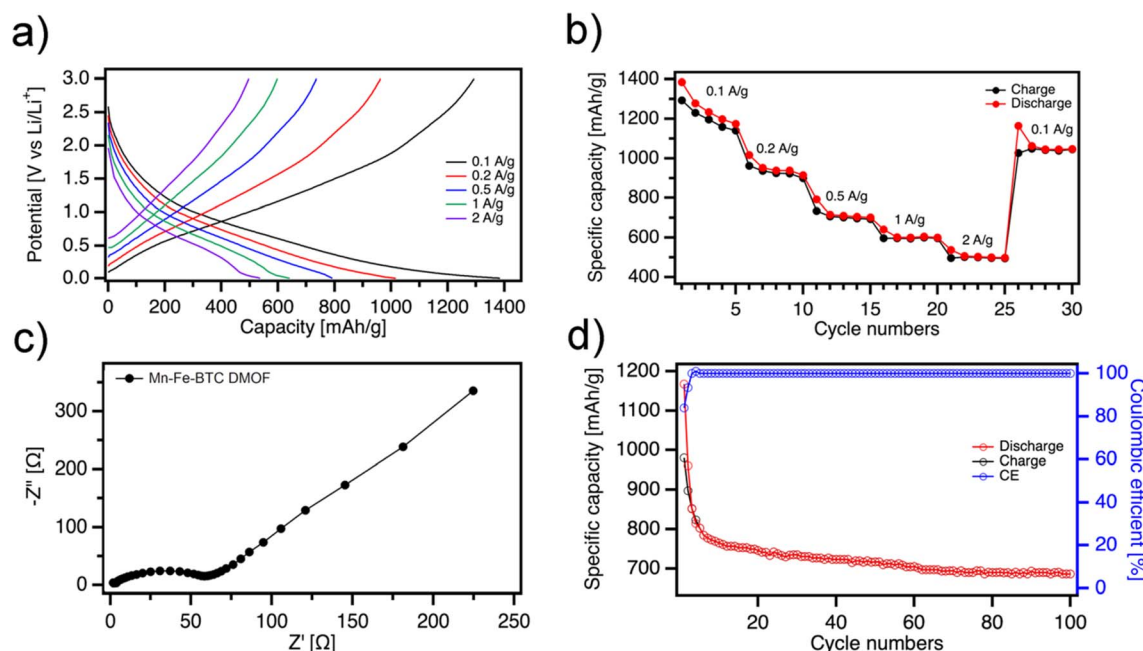 a)
3.0
2.5
2.0
1.5
1.0
0.5
0.0
Potential [V vs Li/Li⁺]
0.1 A/g
0.2 A/g
0.5 A/g
1 A/g
2 A/g
0 200 400 600 800 1000 1200 1400
Capacity [mAh/g]
b)
1400
1200
1000
800
600
400
Specific capacity [mAh/g]
Charge
Discharge
0.1 A/g
0.2 A/g
0.5 A/g
1 A/g
2 A/g
0.1 A/g
5 10 15 20 25 30
Cycle numbers
c)
Mn-Fe-BTC DMOF
300
200
100
0
-Z'' [Ω]
0 50 100 150 200 250
Z' [Ω]
d)
1200
1100
1000
900
800
700
Specific capacity [mAh/g]
Discharge
Charge
CE
100
80
60
40
20
0
Coulombic efficient [%]
20 40 60 80 100
Cycle numbers